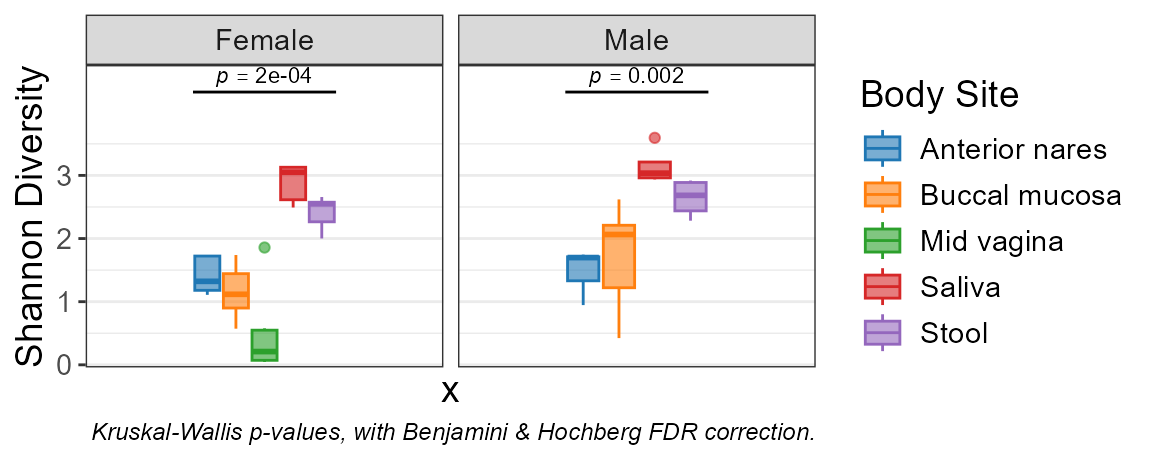 Female
Male
p = 2e-04
p = 0.002
Shannon Diversity
3
2
1
0
x
Body Site
Anterior nares
Buccal mucosa
Mid vagina
Saliva
Stool
Kruskal-Wallis p-values, with Benjamini & Hochberg FDR correction.